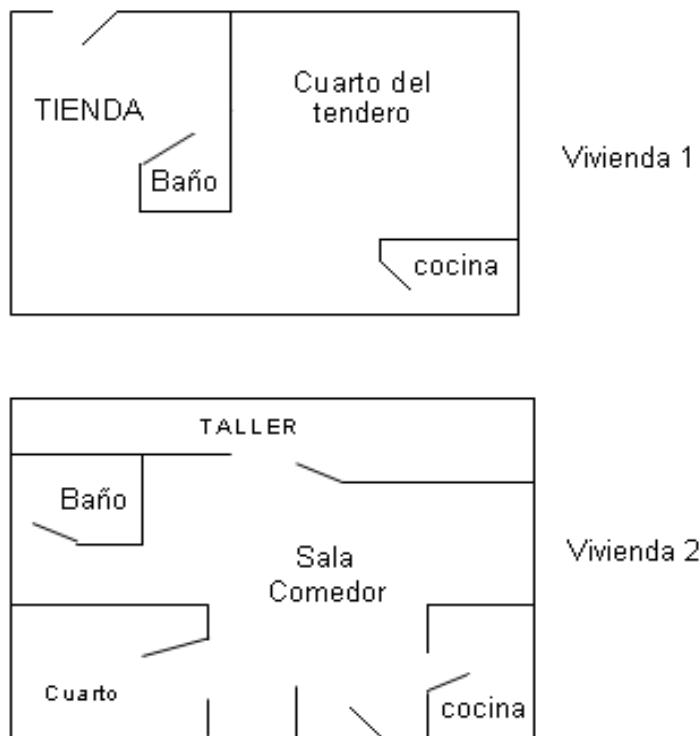 TIENDA
Cuarto del
tendero
Baño
cocina
Vivienda 1
TALLER
Baño
Sala
Comedor
Vivienda 2
Cuarto
cocina